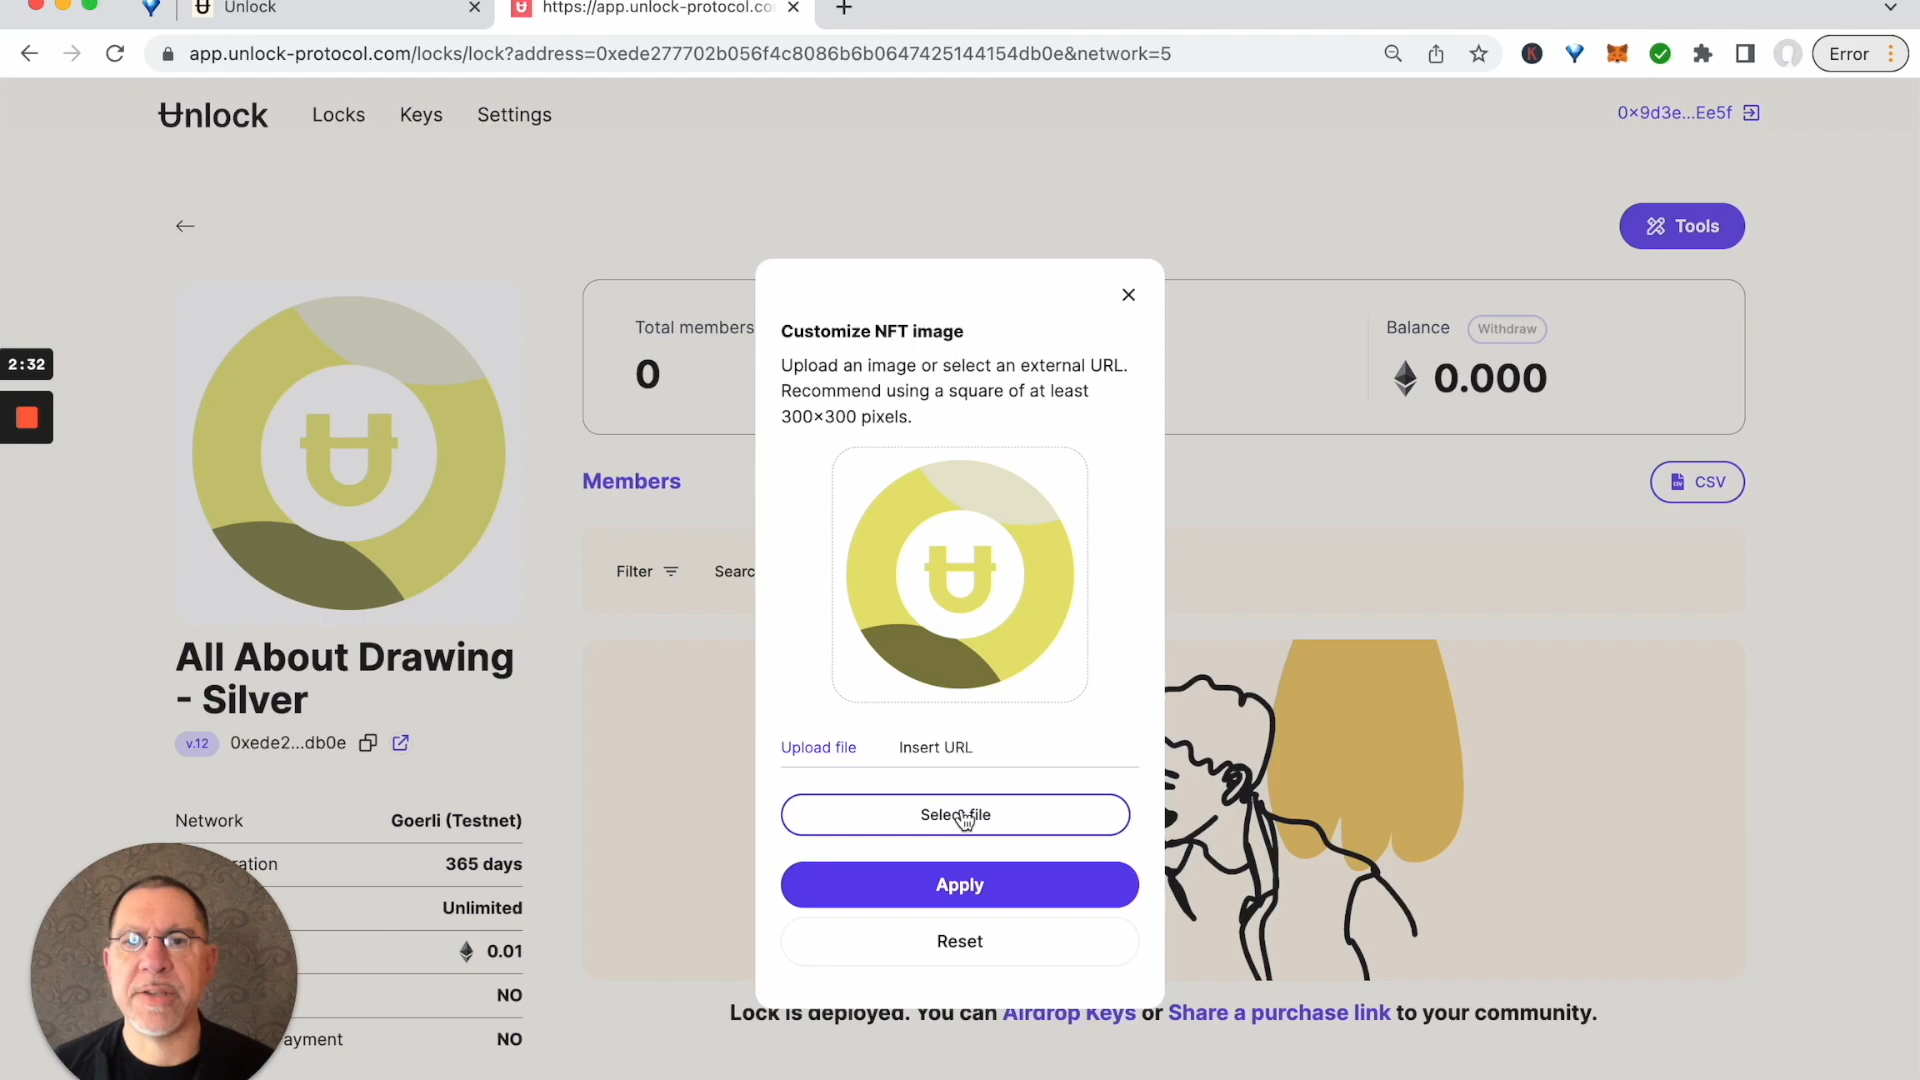 Unlock
https://app.unlock-protocol.co
app.unlock-protocol.com/locks/lock?address=0xede277702b056f4c8086b6b0647425144154db0e&network=5
K
Error
Unlock
Locks
Keys
Settings
0×9d3e...Ee5f
Tools
2:32
Total members
0
Balance
Withdraw
0.000
Customize NFT image
Upload an image or select an external URL.
Recommend using a square of at least
300×300 pixels.
Members
CSV
Filter
Searc
All About Drawing
- Silver
v.12
0xede2...db0e
Upload file
Insert URL
Select file
Apply
Reset
Network
Goerli (Testnet)
ration
365 days
Unlimited
0.01
NO
ayment
NO
Lock is deployed. You can Airdrop Keys or Share a purchase link to your community.